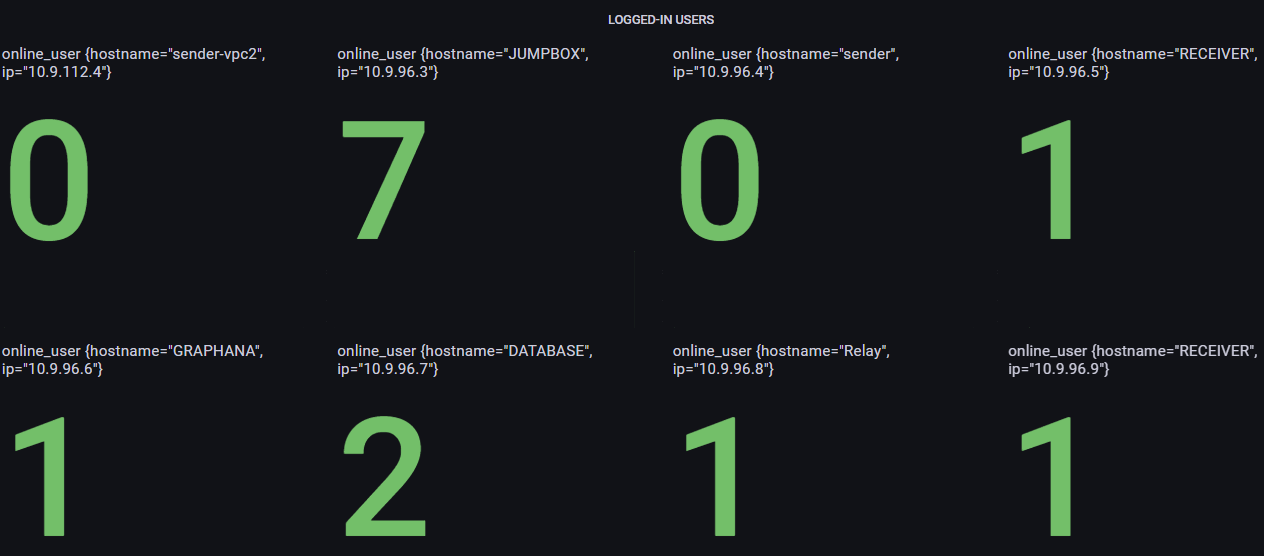 LOGGED-IN USERS
online_user {hostname="sender-vpc2",
ip="10.9.112.4"}
0
online_user {hostname="JUMPBOX",
ip="10.9.96.3"}
7
online_user {hostname="sender",
ip="10.9.96.4"}
0
online_user {hostname="RECEIVER",
ip="10.9.96.5"}
1
online_user {hostname="GRAPHANA",
ip="10.9.96.6"}
1
online_user {hostname="DATABASE",
ip="10.9.96.7"}
2
online_user {hostname="Relay",
ip="10.9.96.8"}
1
online_user {hostname="RECEIVER",
ip="10.9.96.9"}
1